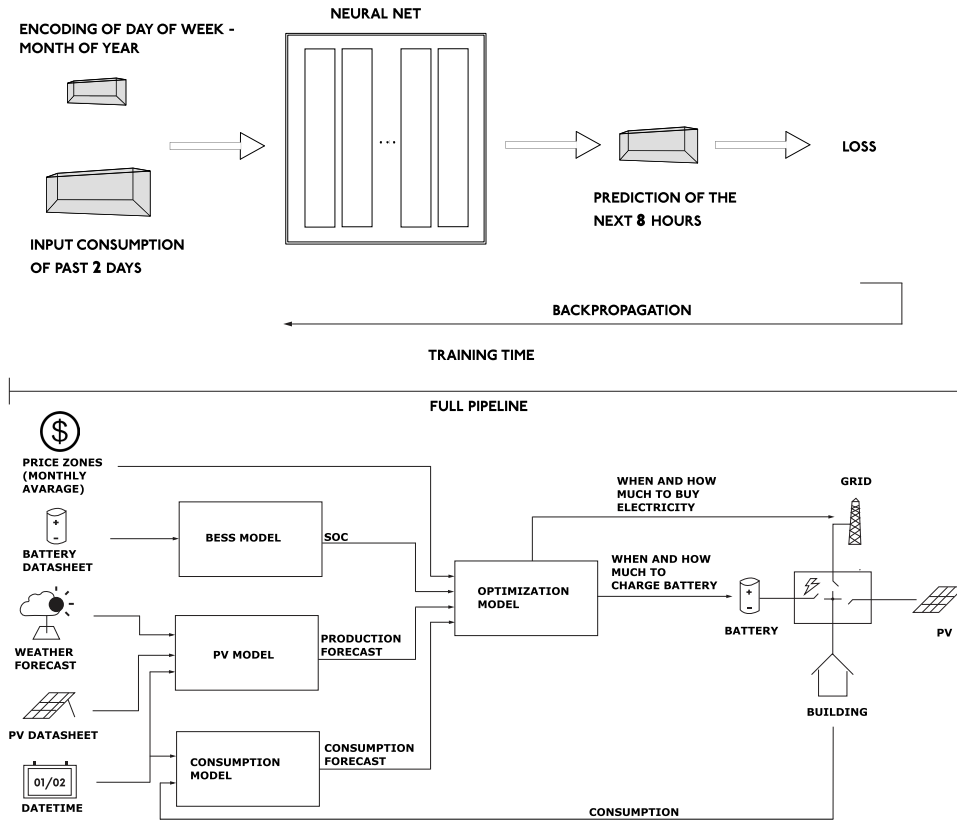 NEURAL NET
ENCODING OF DAY OF WEEK -
MONTH OF YEAR
...
LOSS
PREDICTION OF THE
NEXT 8 HOURS
INPUT CONSUMPTION
OF PAST 2 DAYS
BACKPROPAGATION
TRAINING TIME
FULL PIPELINE
$
PRICE ZONES
(MONTHLY
AVARAGE)
WHEN AND HOW
MUCH TO BUY
ELECTRICITY
GRID
+
-
BATTERY
DATASHEET
BESS MODEL
SOC
OPTIMIZATION
MODEL
WHEN AND HOW
MUCH TO
CHARGE BATTERY
+
-
BATTERY
PV
WEATHER
FORECAST
PV MODEL
PRODUCTION
FORECAST
BUILDING
PV DATASHEET
CONSUMPTION
MODEL
CONSUMPTION
FORECAST
01/02
DATETIME
CONSUMPTION